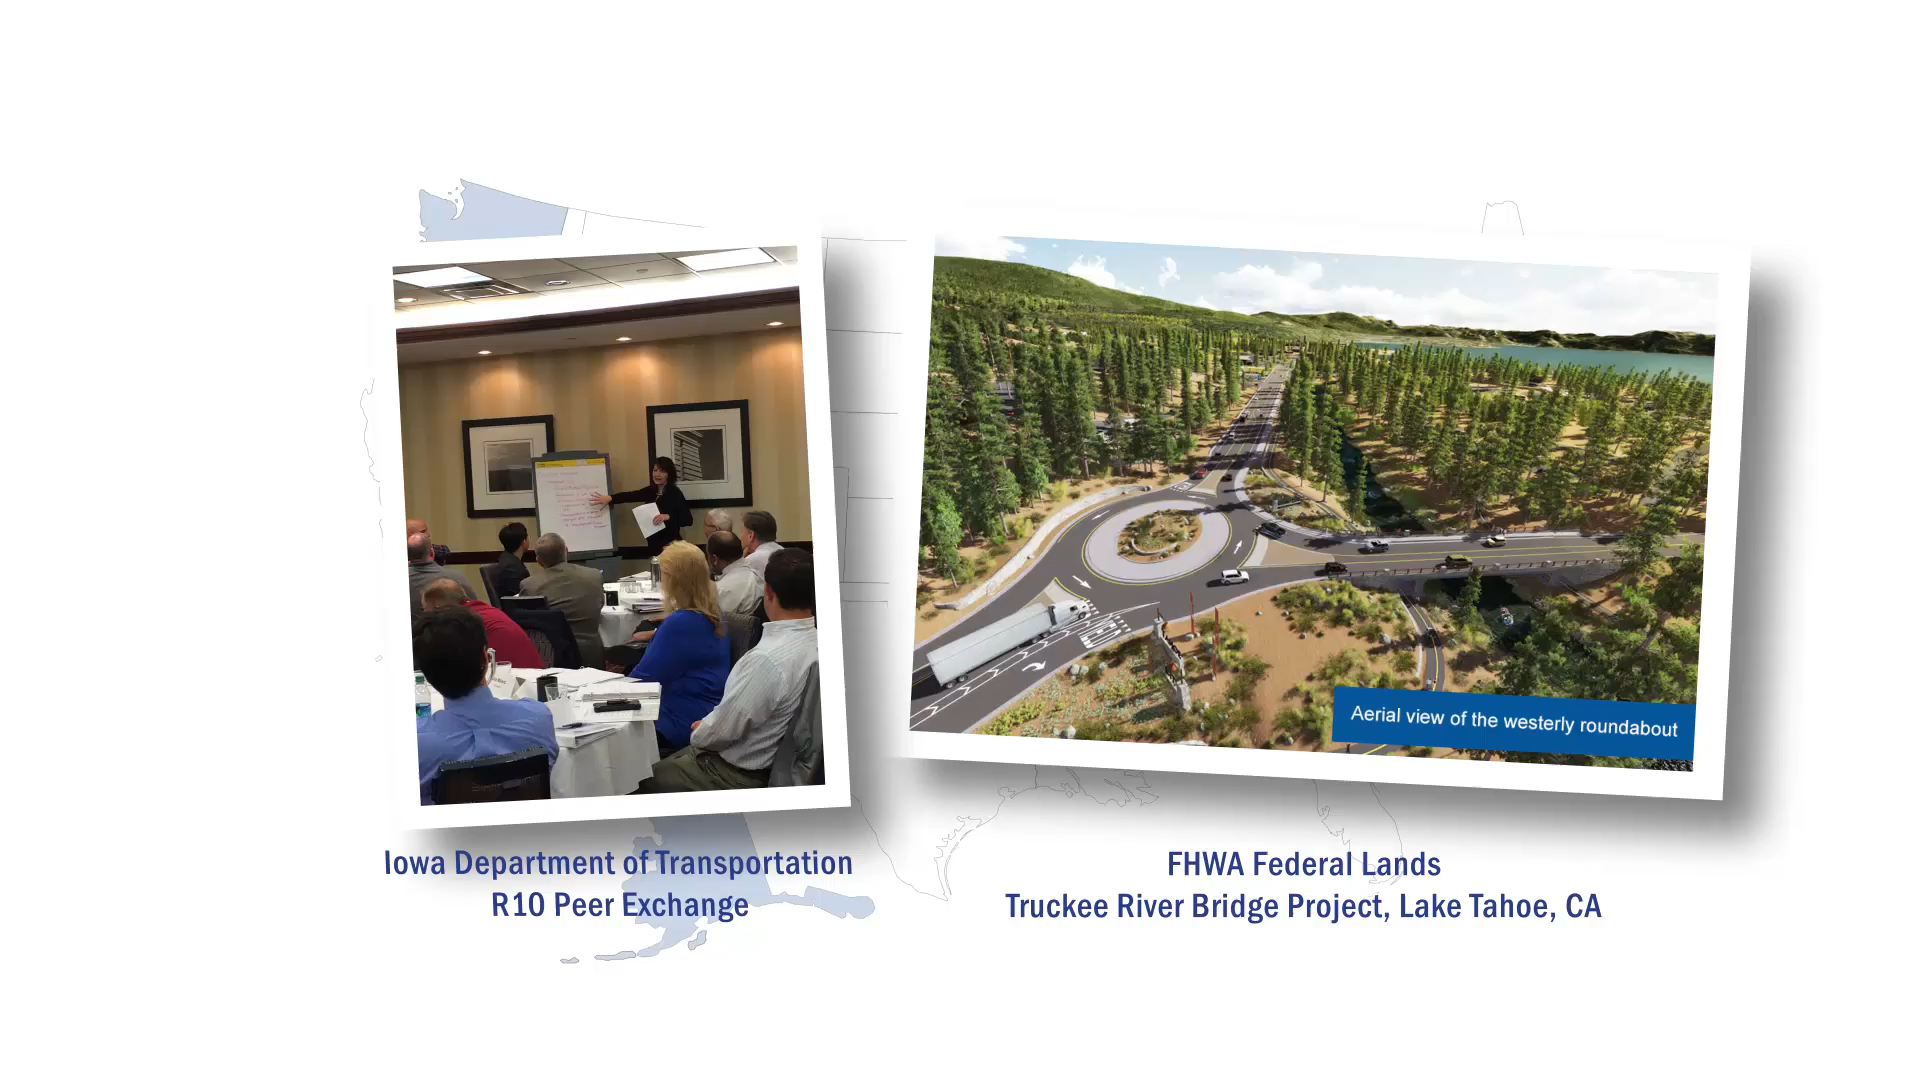 Aerial view of the westerly roundabout
Iowa Department of Transportation
R10 Peer Exchange
FHWA Federal Lands
Truckee River Bridge Project, Lake Tahoe, CA